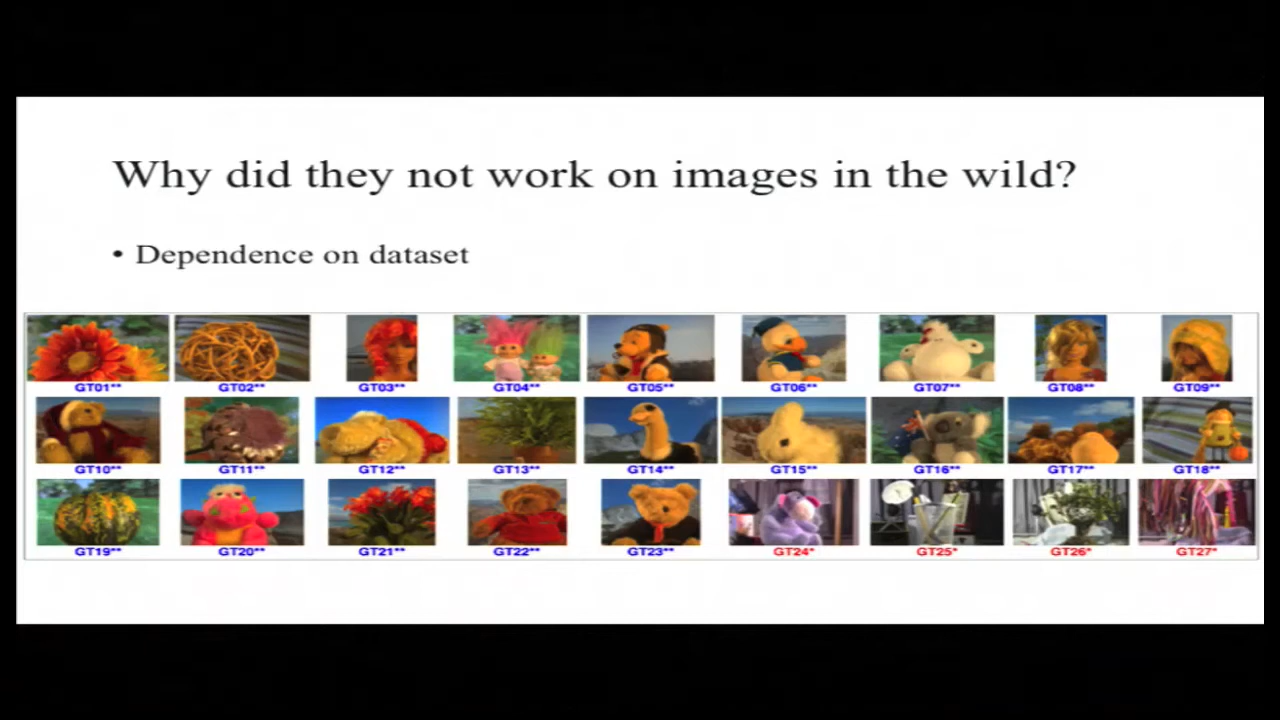 Why did they not work on images in the wild?
• Dependence on dataset
GT01** GT02** GT03** GT04** GT05** GT06** GT07** GT08** GT09**
GT10** GT11** GT12** GT13** GT14** GT15** GT16** GT17** GT18**
GT19** GT20** GT21** GT22** GT23** GT24* GT25* GT26* GT27*